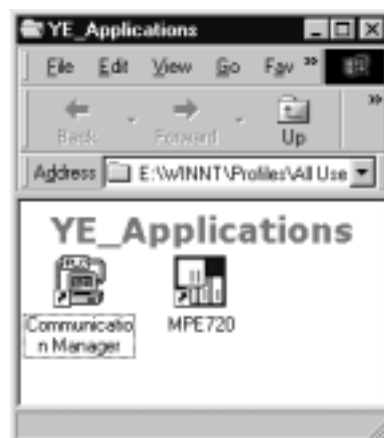 YE_Applications
File Edit View Go Fav »
Back Forward Up »
Address E:\WINNT\Profiles\All Use
YE_Applications
Communicatio MPE720
n Manager